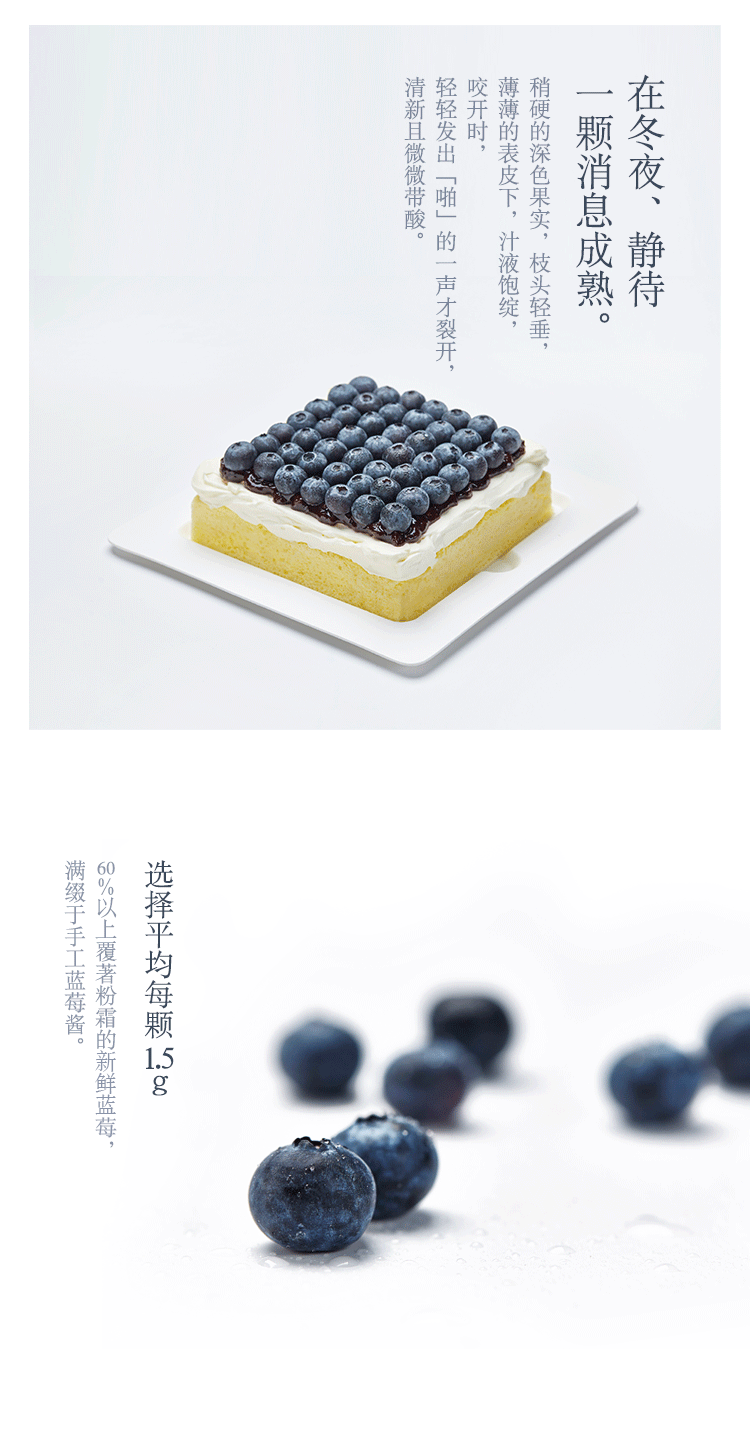 在冬夜、静待
一颗消息成熟。
稍硬的深色果实，枝头轻垂，
薄薄的表皮下，汁液饱绽，
咬开时，
轻轻发出「啪」的一声才裂开，
清新且微微带酸。
选择平均每颗1.5g
60%以上覆著粉霜的新鲜蓝莓，
满缀于手工蓝莓酱。